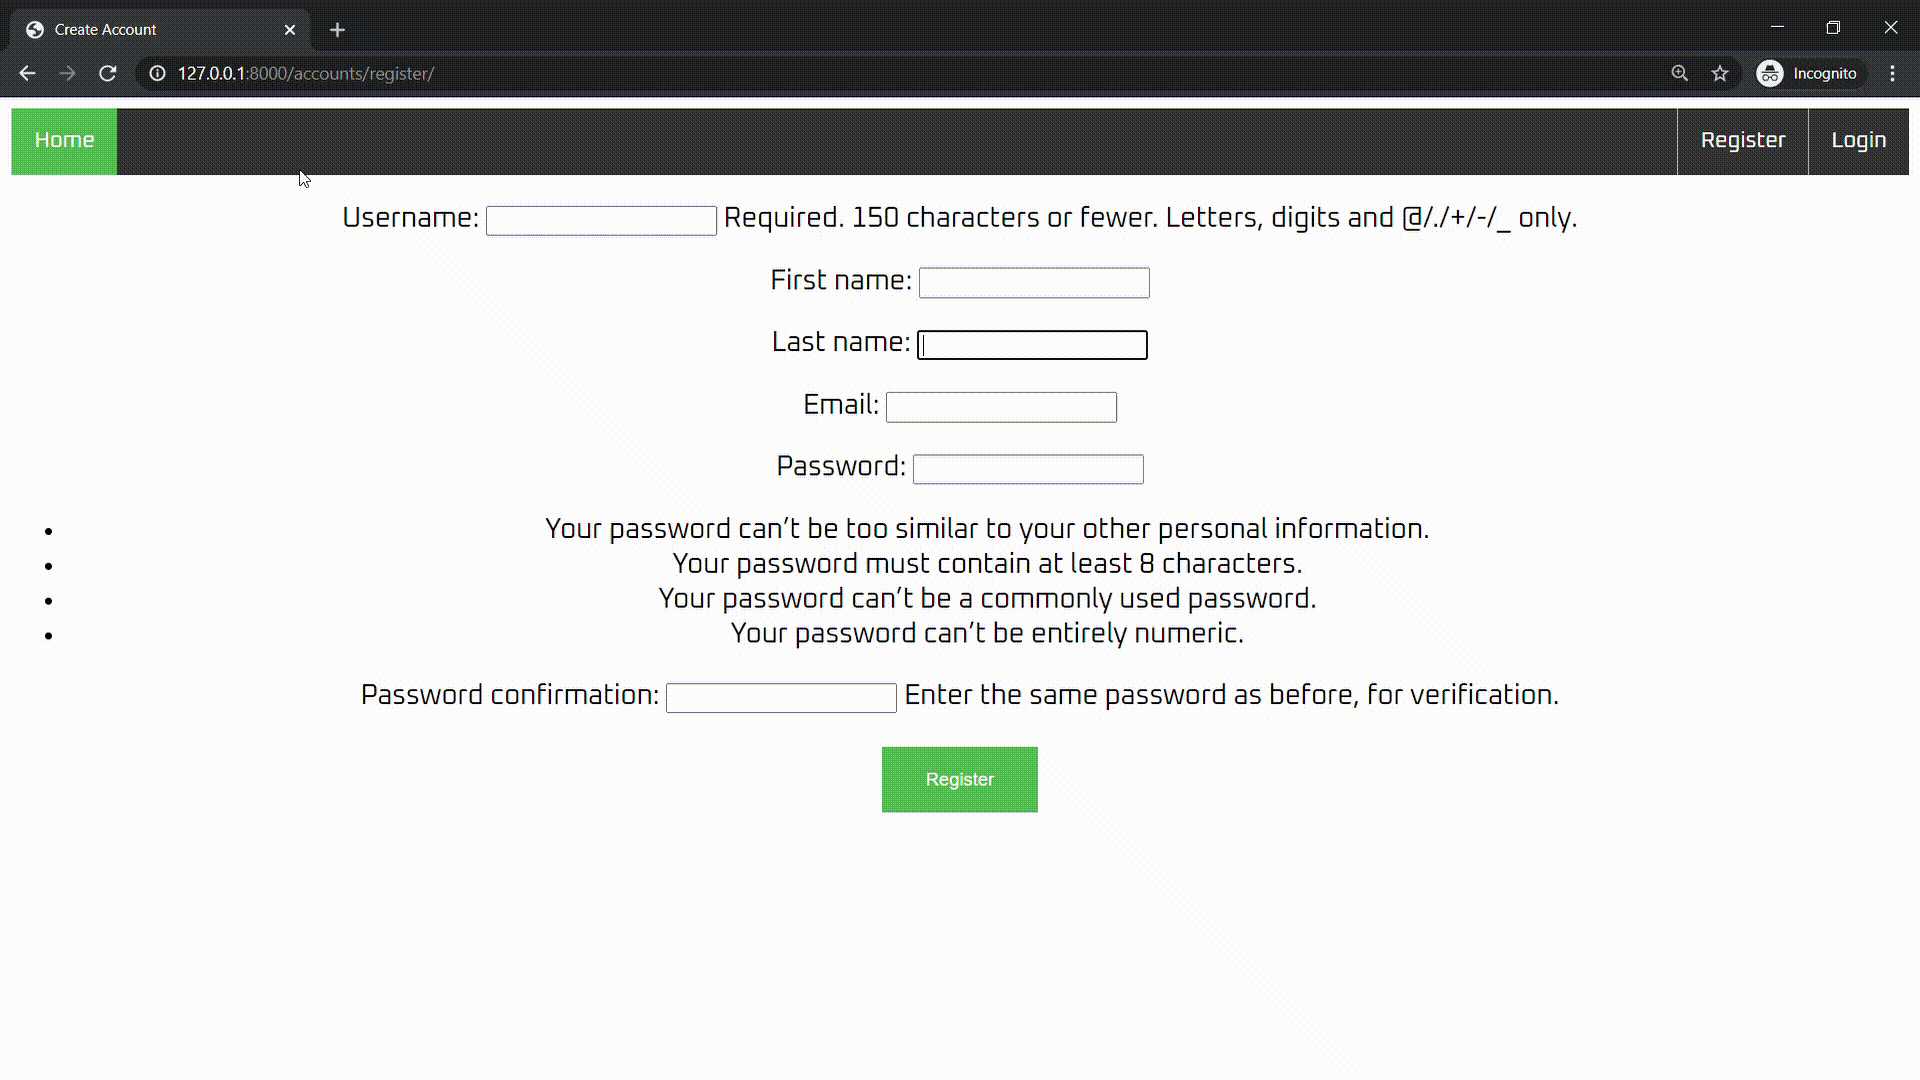 Create Account
127.0.0.1:8000/accounts/register/
Incognito
Home
Register
Login
Username: Required. 150 characters or fewer. Letters, digits and @/./+/-/_ only.
First name:
Last name:
Email:
Password:
• Your password can’t be too similar to your other personal information.
• Your password must contain at least 8 characters.
• Your password can’t be a commonly used password.
• Your password can’t be entirely numeric.
Password confirmation: Enter the same password as before, for verification.
Register